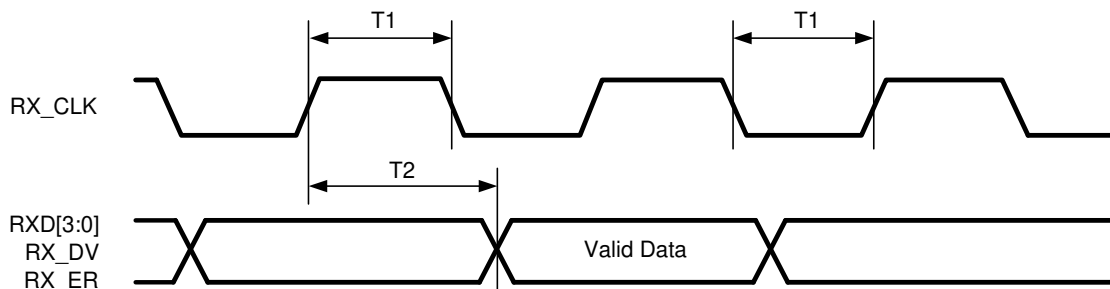 T1 T1
RX_CLK
T2
RXD[3:0]
RX_DV Valid Data
RX_ER